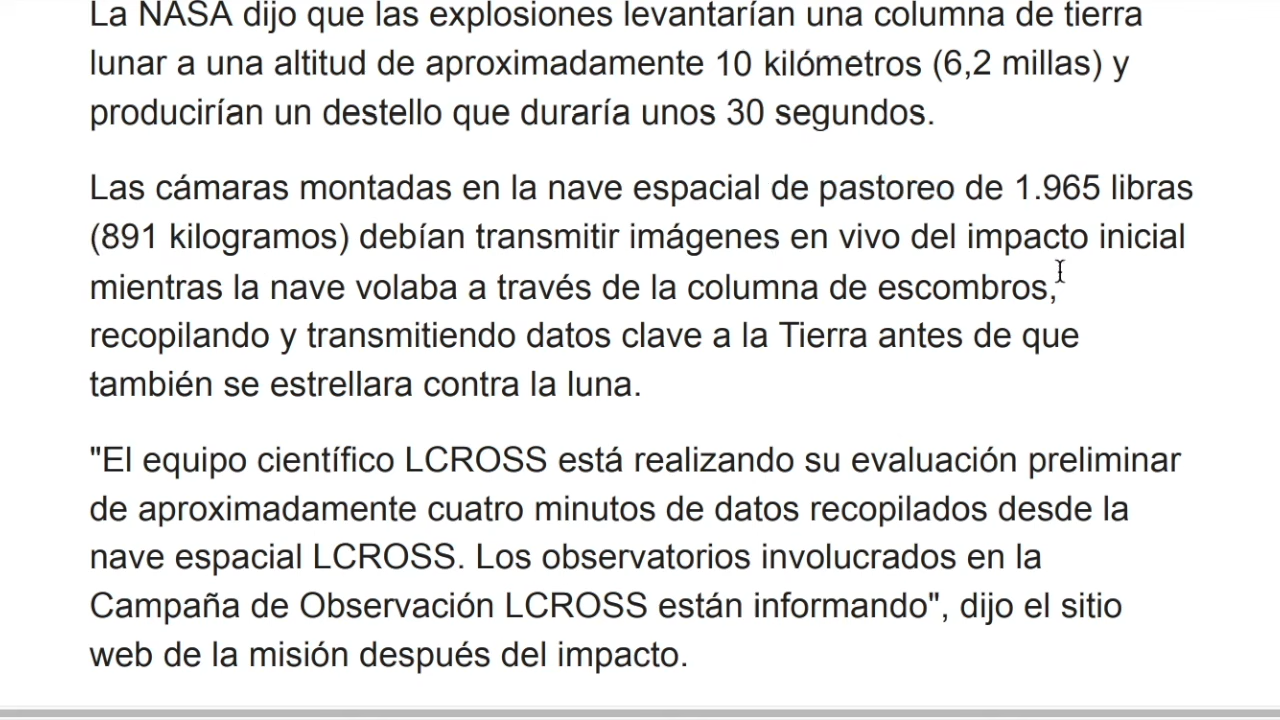 La NASA dijo que las explosiones levantarían una columna de tierra
lunar a una altitud de aproximadamente 10 kilómetros (6,2 millas) y
producirían un destello que duraría unos 30 segundos.
Las cámaras montadas en la nave espacial de pastoreo de 1.965 libras
(891 kilogramos) debían transmitir imágenes en vivo del impacto inicial
mientras la nave volaba a través de la columna de escombros,
recopilando y transmitiendo datos clave a la Tierra antes de que
también se estrellara contra la luna.
"El equipo científico LCROSS está realizando su evaluación preliminar
de aproximadamente cuatro minutos de datos recopilados desde la
nave espacial LCROSS. Los observatorios involucrados en la
Campaña de Observación LCROSS están informando", dijo el sitio
web de la misión después del impacto.